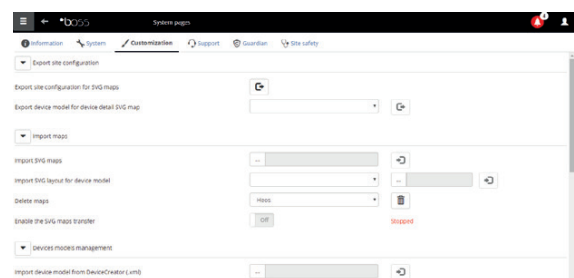 boss System pages
Information System Customization Support Guardian Site safety
Export site configuration
Export site configuration for SVG maps
Export device model for device detail SVG map
Import maps
Import SVG maps ...
Import SVG layout for device model ...
Delete maps
Enable the SVG maps transfer Off Stopped
Devices models management
Import device model from DeviceCreator (.xml) ...